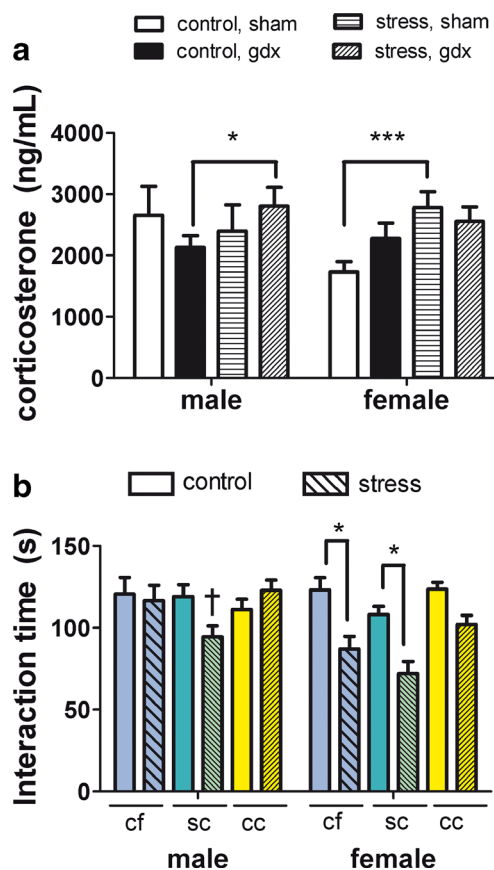 control, sham stress, sham
control, gdx stress, gdx
a
corticosterone (ng/mL)
4000
3000
2000
1000
0
* ***
male female
b
control stress
Interaction time (s)
150
100
50
0
† * *
cf sc cc cf sc cc
male female